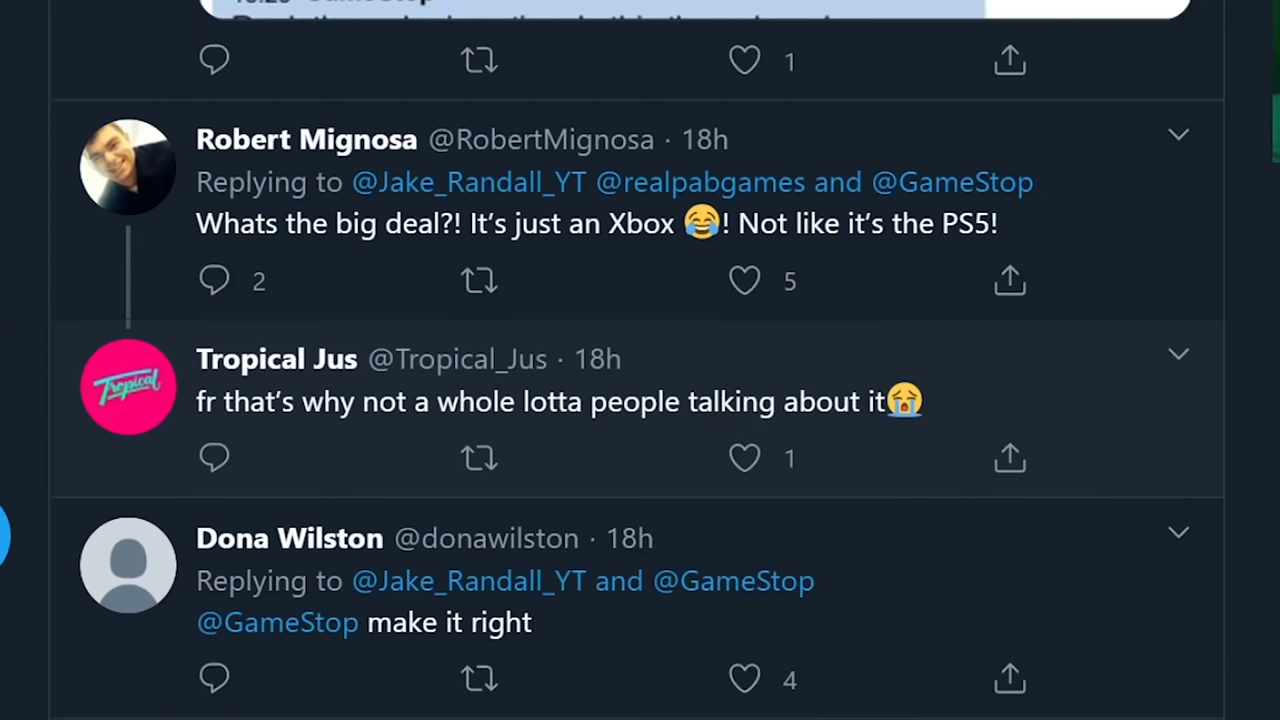 1
Robert Mignosa @RobertMignosa · 18h
Replying to @Jake_Randall_YT @realpabgames and @GameStop
Whats the big deal?! It’s just an Xbox 😂! Not like it’s the PS5!
2 5
Tropical
Tropical Jus @Tropical_Jus · 18h
fr that’s why not a whole lotta people talking about it😭
1
Dona Wilston @donawilston · 18h
Replying to @Jake_Randall_YT and @GameStop
@GameStop make it right
4